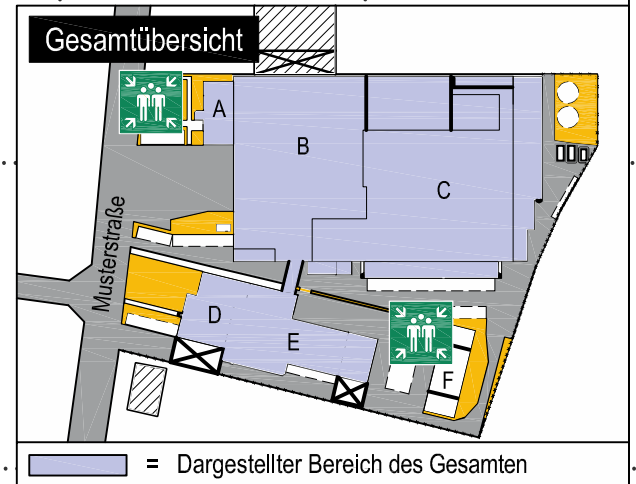 Gesamtübersicht
A
B
C
Musterstraße
D
E
F
= Dargestellter Bereich des Gesamten